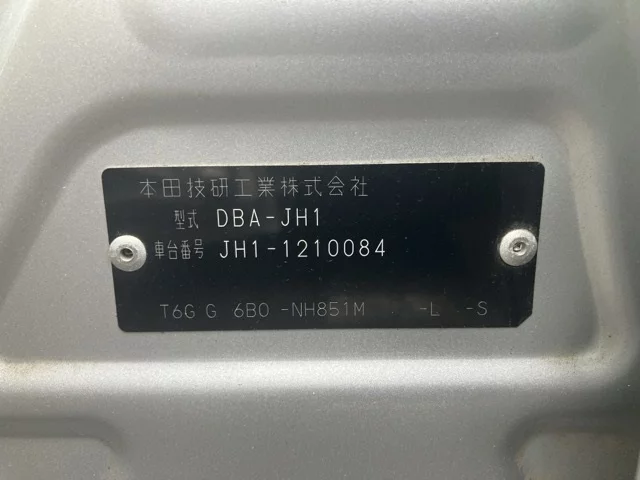 本田技研工業株式会社
型式 DBA-JH1
車台番号 JH1-1210084
T6G G 6B0 -NH851M -L -S